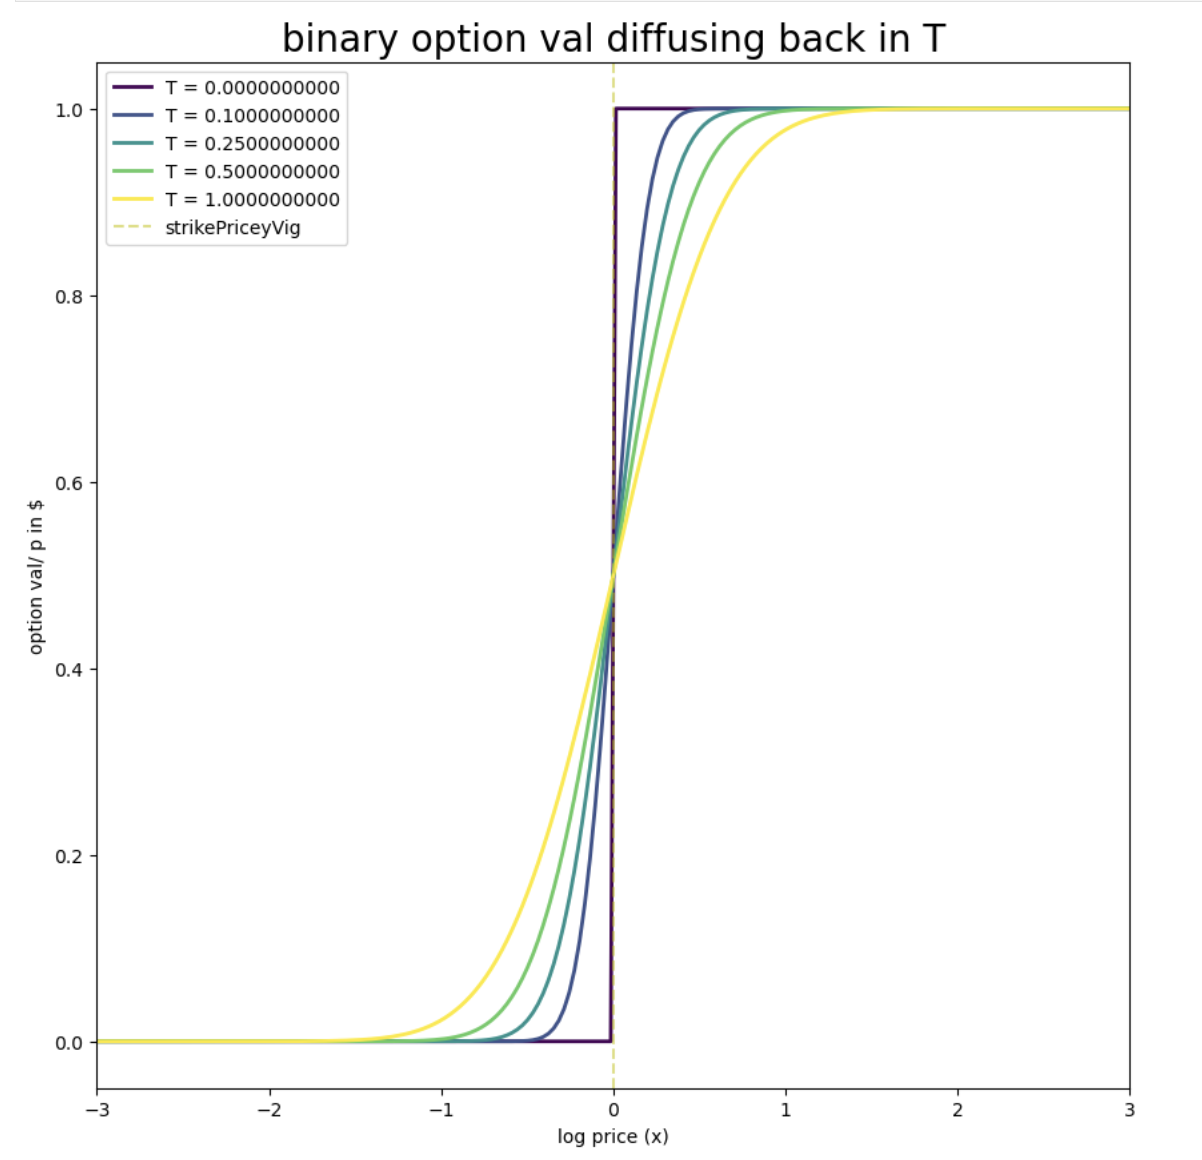 binary option val diffusing back in T
T = 0.0000000000
T = 0.1000000000
T = 0.2500000000
T = 0.5000000000
T = 1.0000000000
strikePriceyVig
1.0
0.8
0.6
0.4
0.2
0.0
option val/ p in $
−3
−2
−1
0
1
2
3
log price (x)